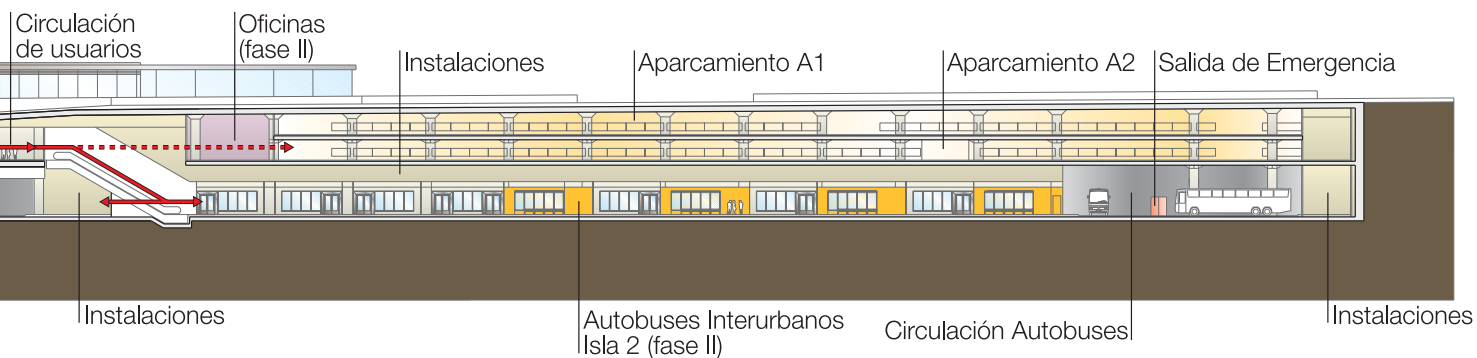 Circulación
de usuarios
Oficinas
(fase II)
Instalaciones
Aparcamiento A1
Aparcamiento A2
Salida de Emergencia
Instalaciones
Autobuses Interurbanos
Isla 2 (fase II)
Circulación Autobuses
Instalaciones